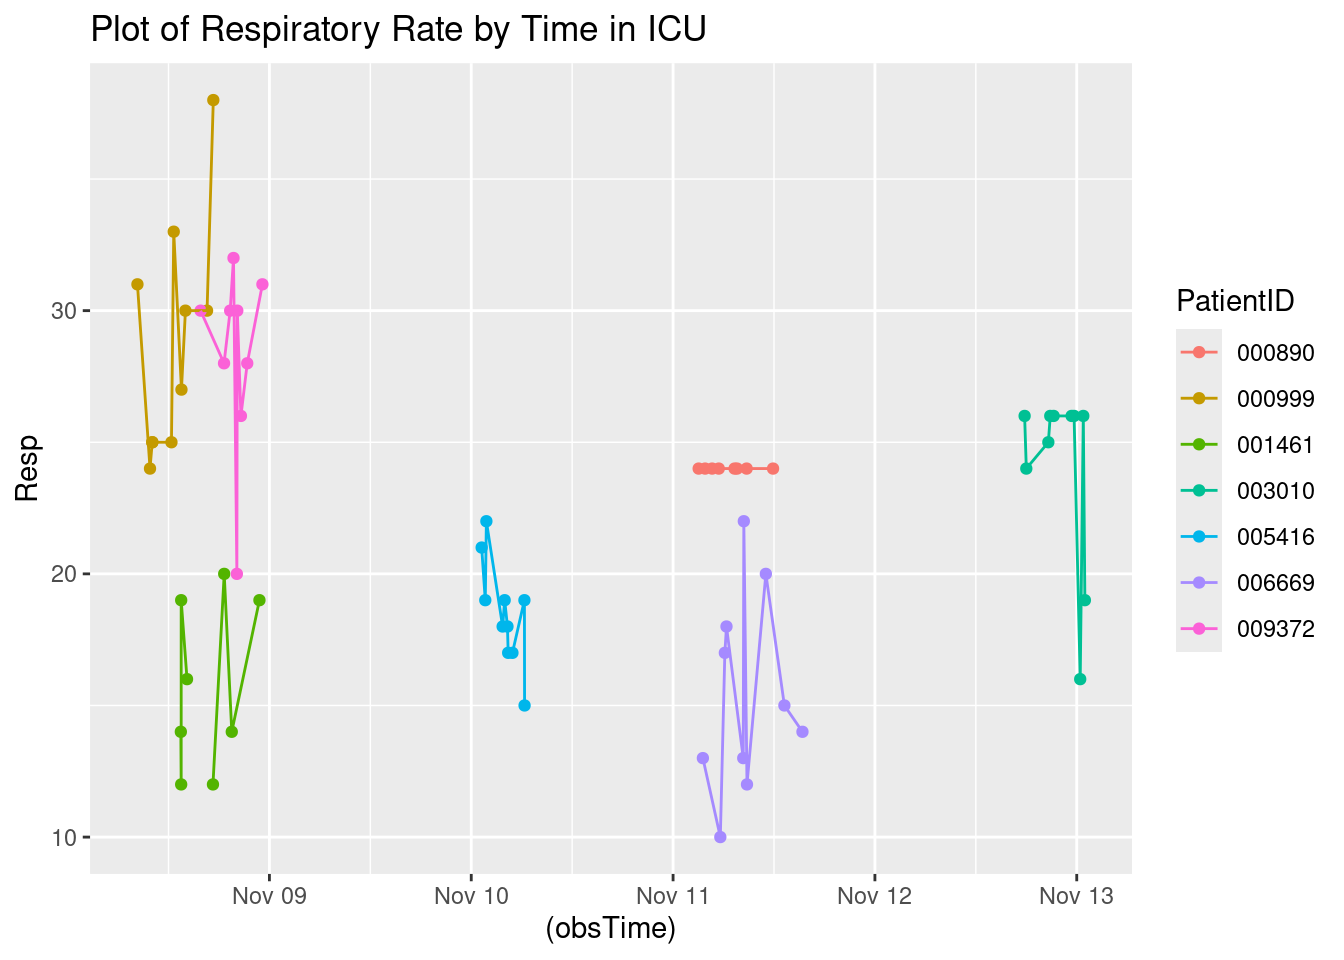 Plot of Respiratory Rate by Time in ICU
Resp
30
20
10
Nov 09
Nov 10
Nov 11
Nov 12
Nov 13
(obsTime)
PatientID
000890
000999
001461
003010
005416
006669
009372